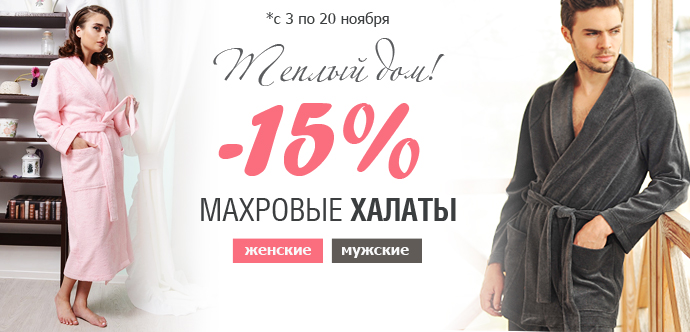 *с 3 по 20 ноября
Теплый дом!
-15%
МАХРОВЫЕ ХАЛАТЫ
женские мужские